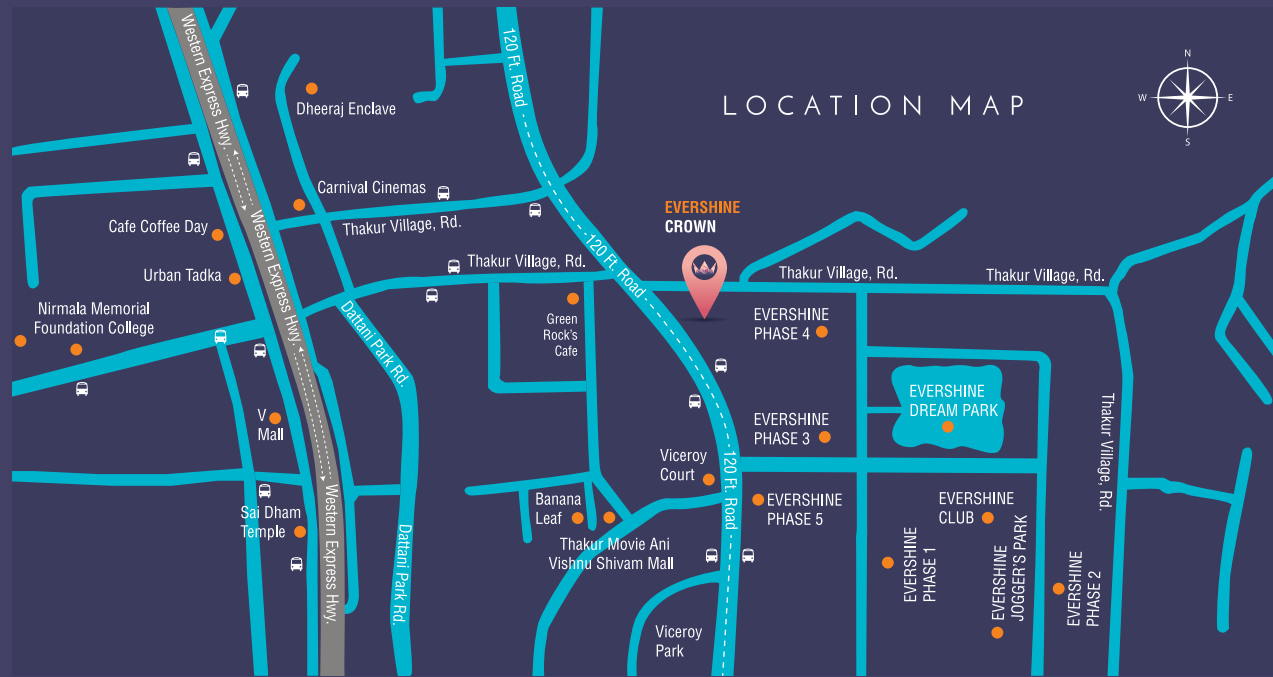 LOCATION MAP
N
W
E
S
120 Ft. Road
Western Express Hwy.
Dheeraj Enclave
Carnival Cinemas
Thakur Village, Rd.
Cafe Coffee Day
Western Express Hwy.
EVERSHINE
CROWN
120 Ft. Road
Urban Tadka
Thakur Village, Rd.
Thakur Village, Rd.
Thakur Village, Rd.
Nirmala Memorial
Foundation College
Western Express Hwy.
Dattani Park Rd.
Green
Rock's
Cafe
EVERSHINE
PHASE 4
EVERSHINE
DREAM PARK
V
Mall
EVERSHINE
PHASE 3
Thakur Village, Rd.
Viceroy
Court
120 Ft. Road
Sai Dham
Temple
Western Express Hwy.
Dattani Park Rd.
Banana
Leaf
Thakur Movie Ani
Vishnu Shivam Mall
EVERSHINE
PHASE 5
EVERSHINE
CLUB
EVERSHINE
PHASE 1
EVERSHINE
JOGGER'S PARK
EVERSHINE
PHASE 2
Viceroy
Park